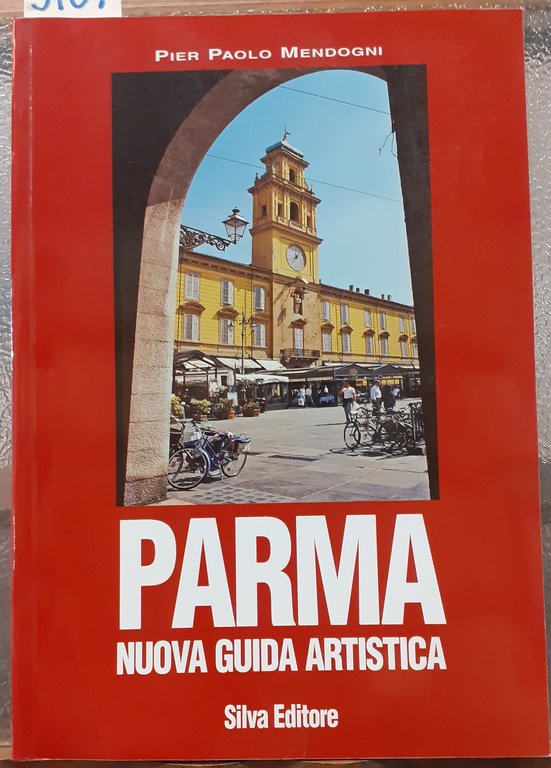 PIER PAOLO MENDOGNI
PARMA
NUOVA GUIDA ARTISTICA
Silva Editore